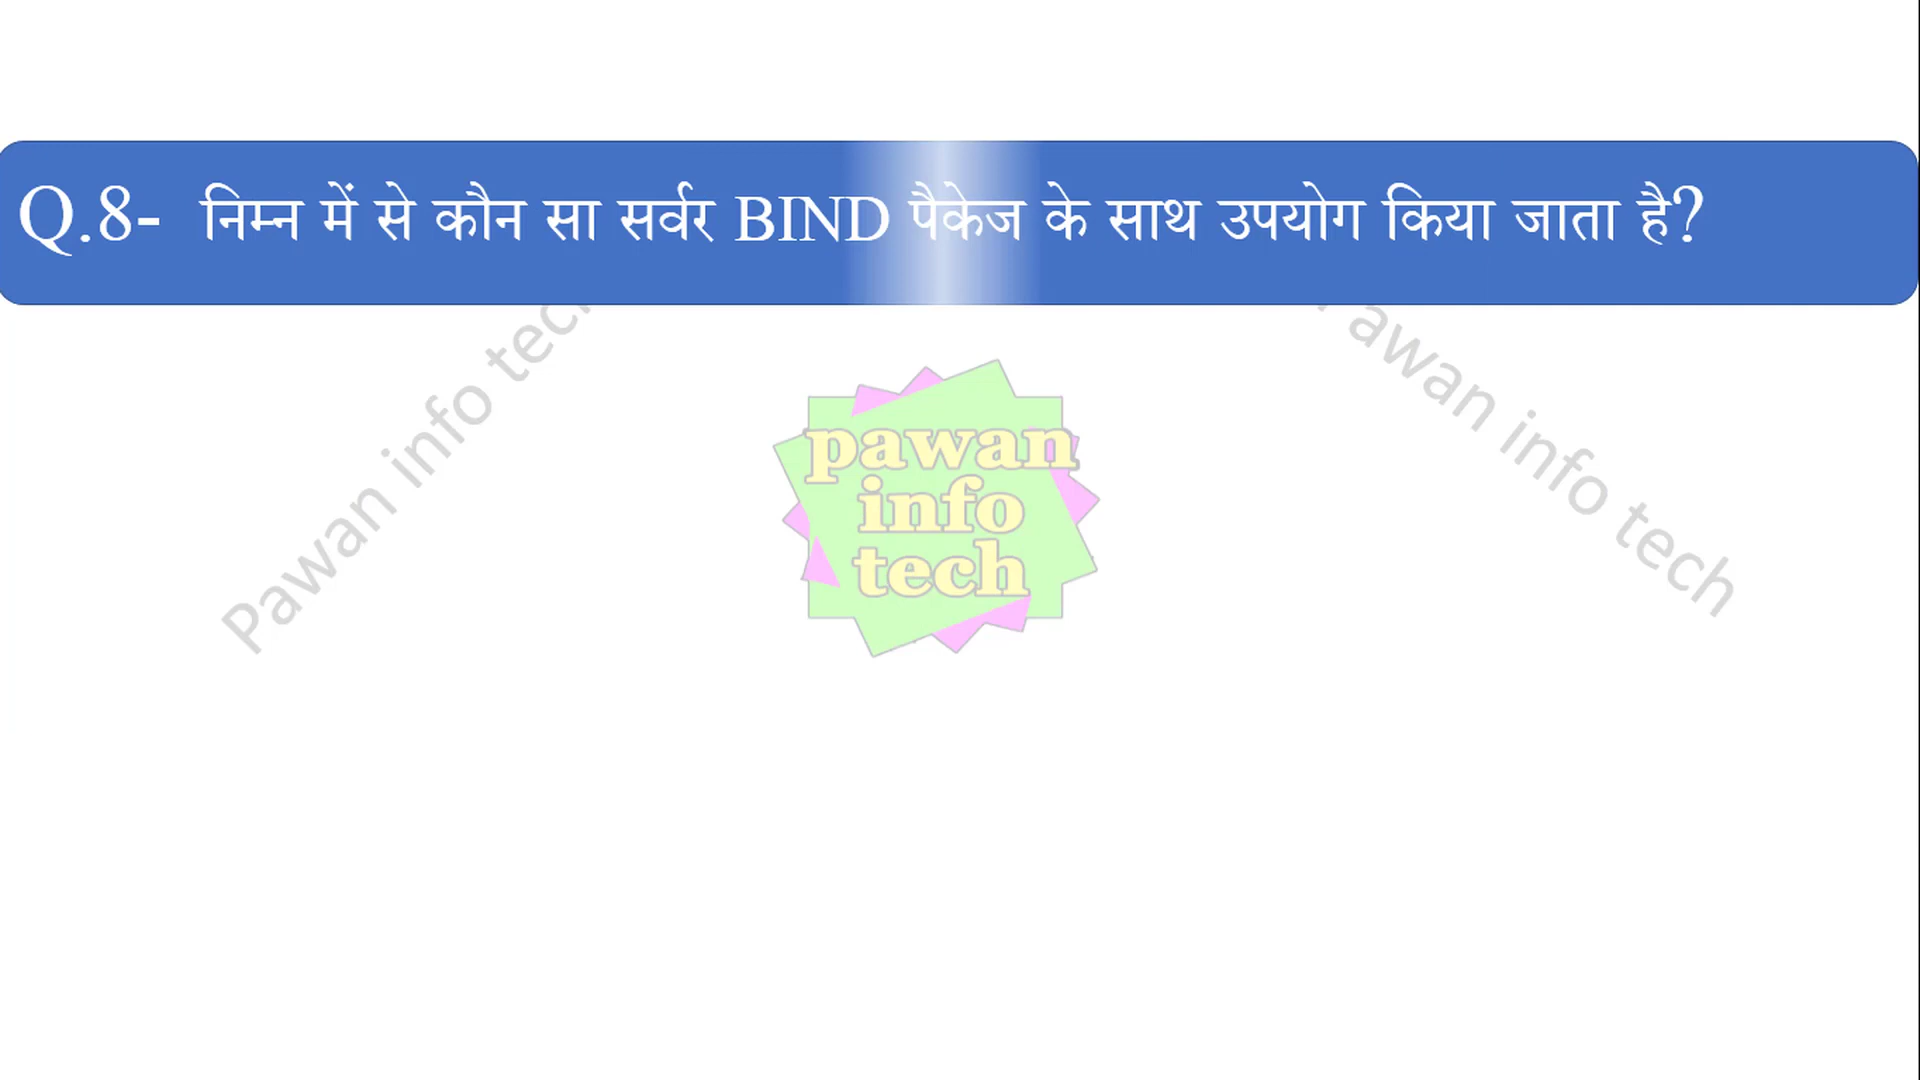 Q.8- निम्न में से कौन सा सर्वर BIND पैकेज के साथ उपयोग किया जाता है?
Pawan info tech
awan info tech
pawan
info
tech